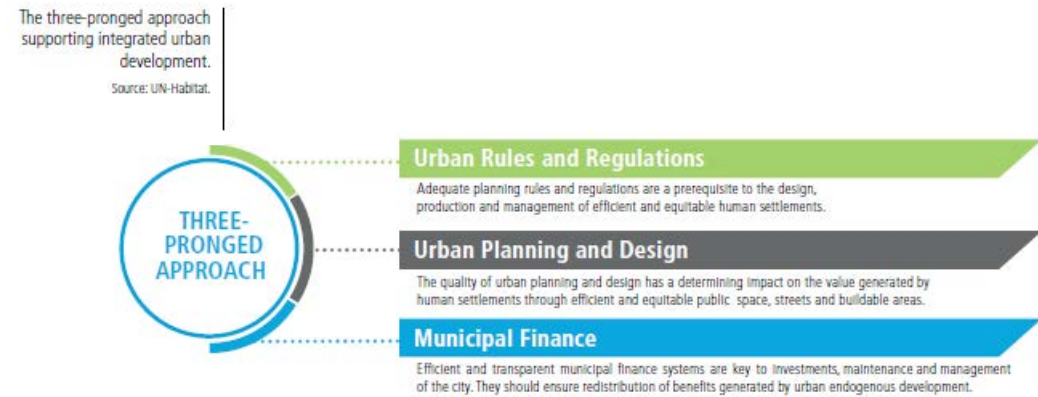 The three-pronged approach
supporting integrated urban
development.
Source: UN-Habitat.
THREE-
PRONGED
APPROACH
Urban Rules and Regulations
Adequate planning rules and regulations are a prerequisite to the design,
production and management of efficient and equitable human settlements.
Urban Planning and Design
The quality of urban planning and design has a determining impact on the value generated by
human settlements through efficient and equitable public space, streets and buildable areas.
Municipal Finance
Efficient and transparent municipal finance systems are key to investments, maintenance and management
of the city. They should ensure redistribution of benefits generated by urban endogenous development.